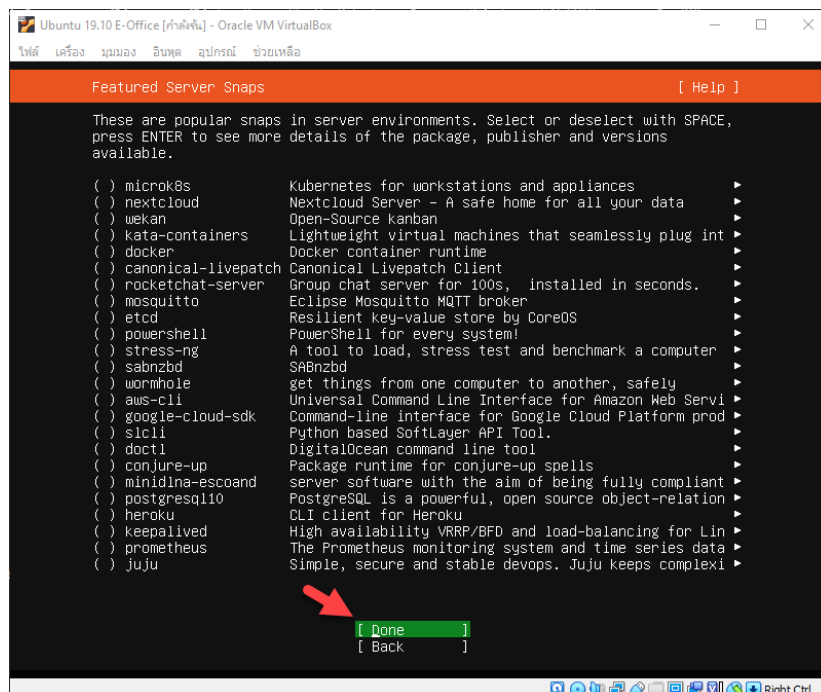 Ubuntu 19.10 E-Office [กำลังรัน] - Oracle VM VirtualBox
ไฟล์ เครื่อง มุมมอง อินพุต อุปกรณ์ ช่วยเหลือ
Featured Server Snaps [ Help ]
These are popular snaps in server environments. Select or deselect with SPACE,
press ENTER to see more details of the package, publisher and versions
available.
( ) microk8s Kubernetes for workstations and appliances ▸
( ) nextcloud Nextcloud Server - A safe home for all your data ▸
( ) wekan Open-Source kanban ▸
( ) kata-containers Lightweight virtual machines that seamlessly plug int ▸
( ) docker Docker container runtime ▸
( ) canonical-livepatch Canonical Livepatch Client ▸
( ) rocketchat-server Group chat server for 100s, installed in seconds. ▸
( ) mosquitto Eclipse Mosquitto MQTT broker ▸
( ) etcd Resilient key-value store by CoreOS ▸
( ) powershell PowerShell for every system! ▸
( ) stress-ng A tool to load, stress test and benchmark a computer ▸
( ) sabnzbd SABnzbd ▸
( ) wormhole get things from one computer to another, safely ▸
( ) aws-cli Universal Command Line Interface for Amazon Web Servi ▸
( ) google-cloud-sdk Command-line interface for Google Cloud Platform prod ▸
( ) slcli Python based SoftLayer API Tool. ▸
( ) doctl DigitalOcean command line tool ▸
( ) conjure-up Package runtime for conjure-up spells ▸
( ) minidlna-escoand server software with the aim of being fully compliant ▸
( ) postgresql10 PostgreSQL is a powerful, open source object-relation ▸
( ) heroku CLI client for Heroku ▸
( ) keepalived High availability VRRP/BFD and load-balancing for Lin ▸
( ) prometheus The Prometheus monitoring system and time series data ▸
( ) juju Simple, secure and stable devops. Juju keeps complexi ▸
[ Done ]
[ Back ]
Right Ctrl